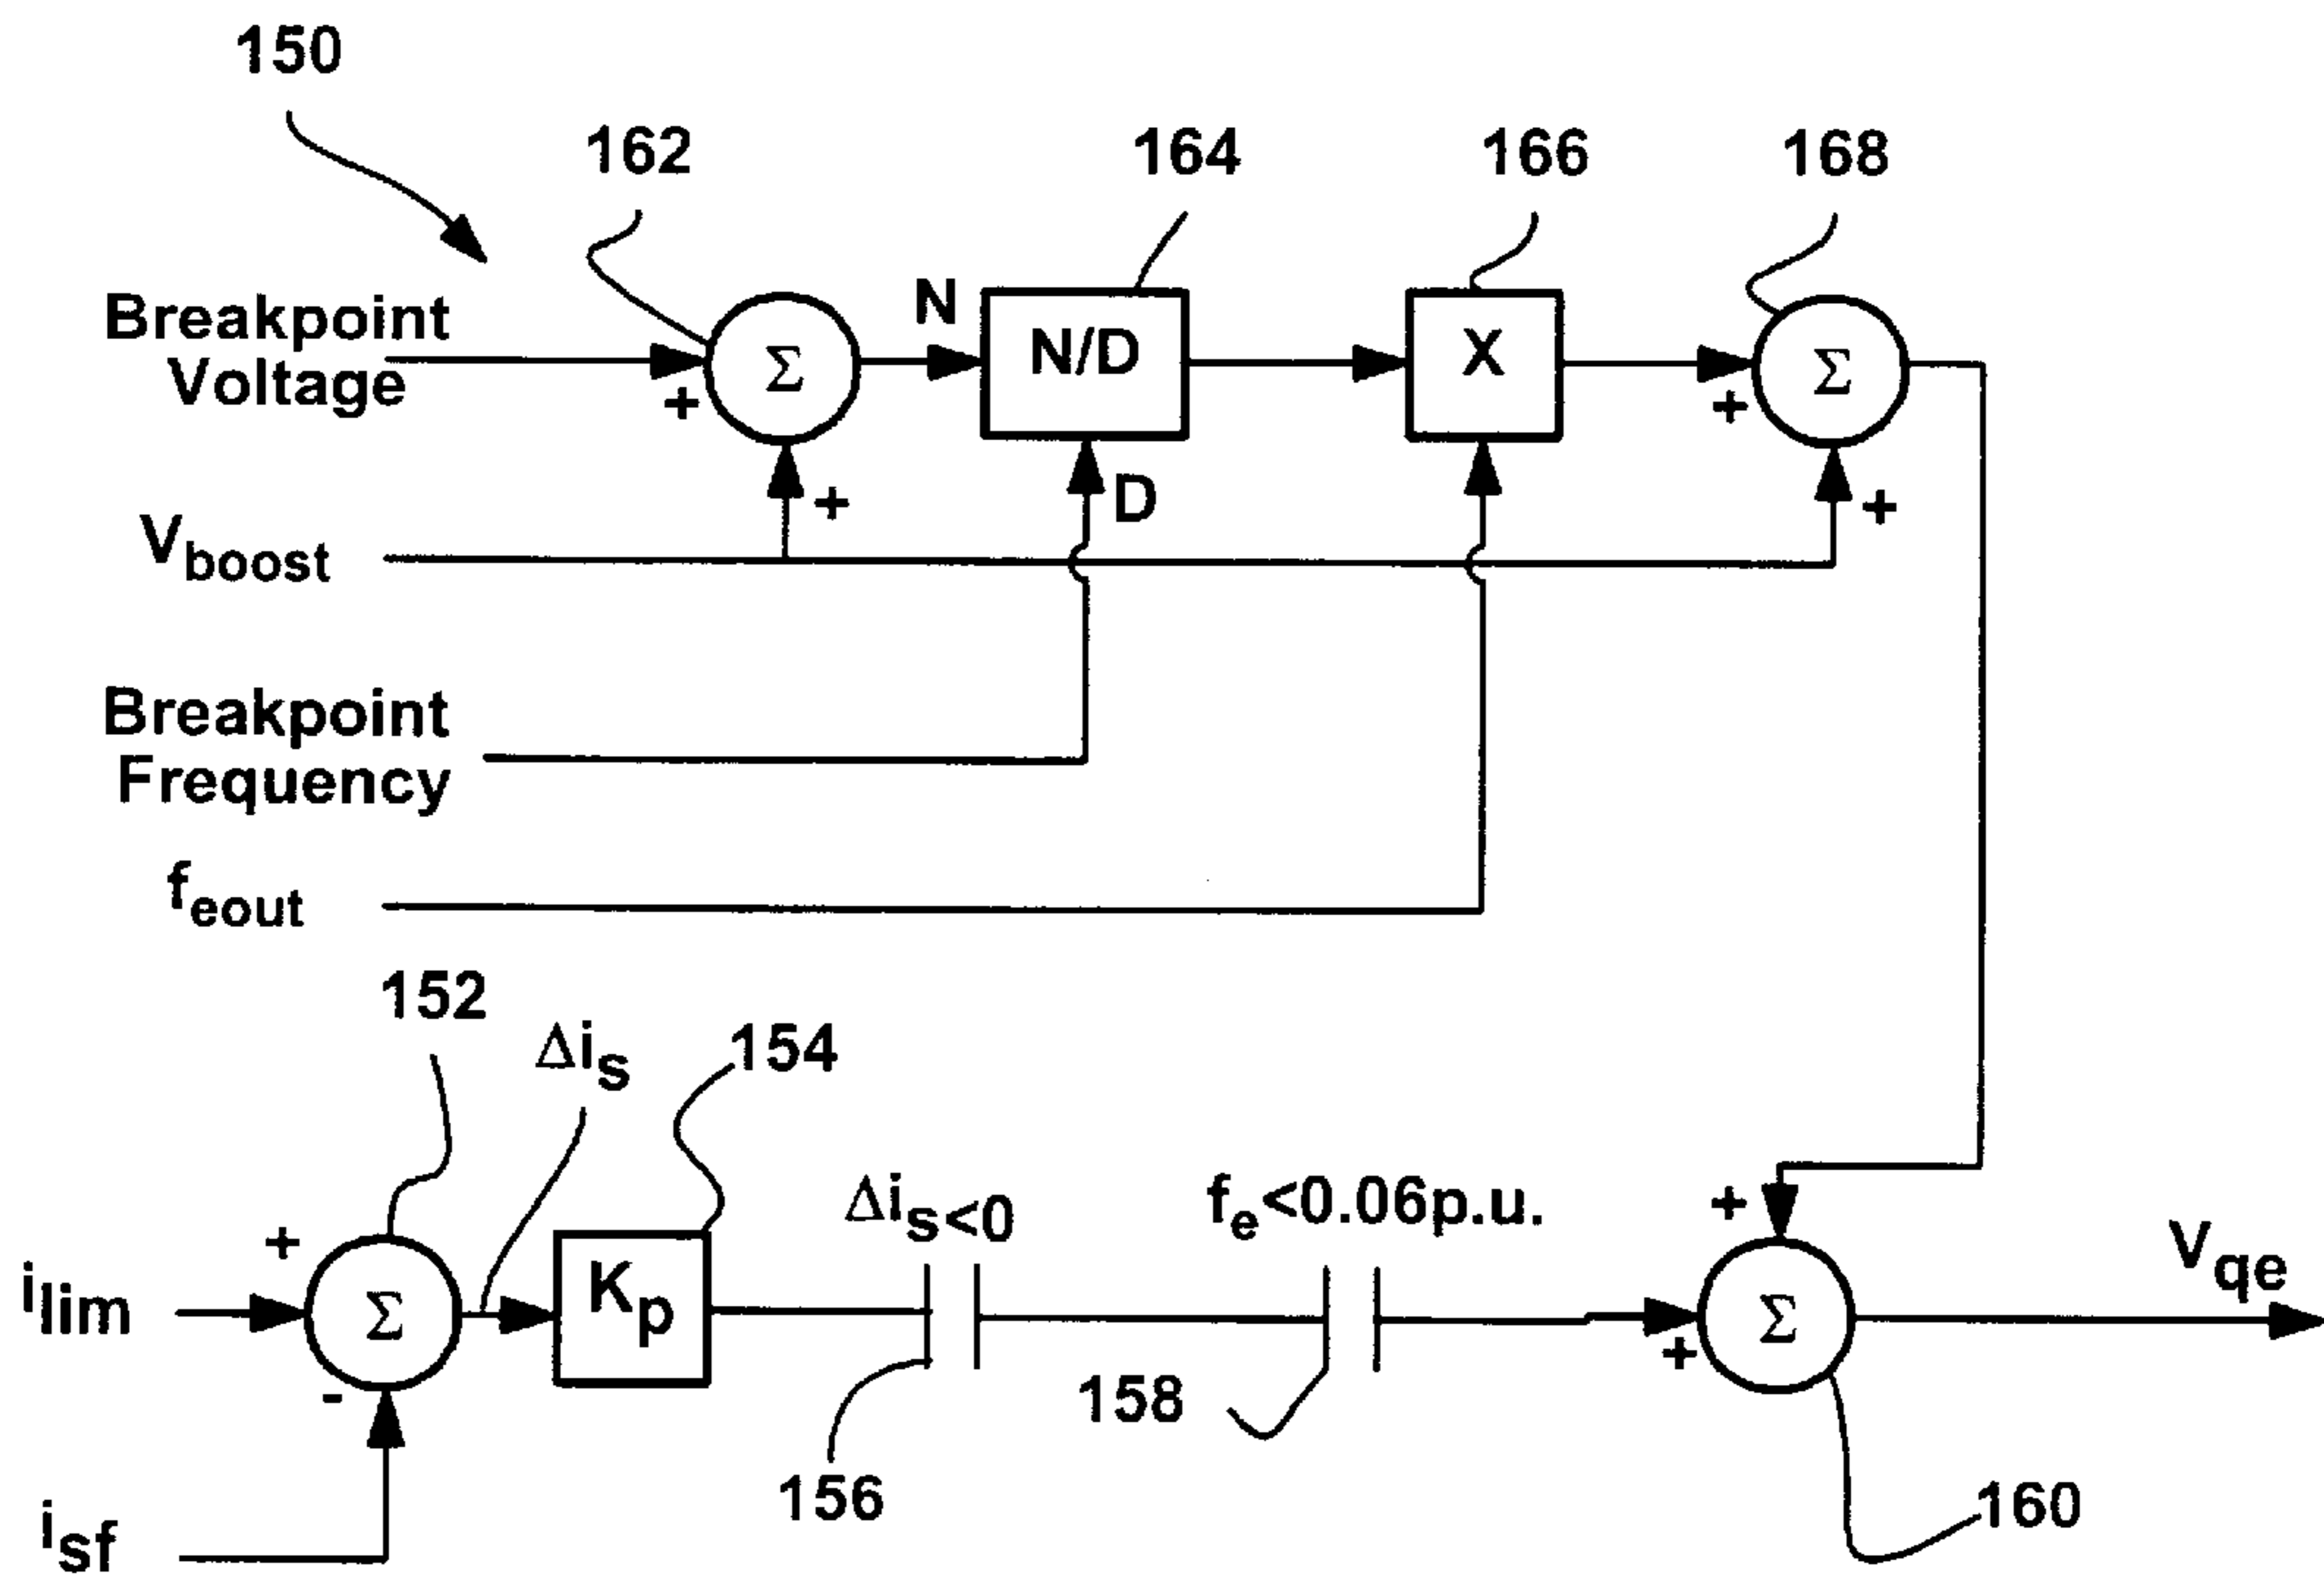 150
162
164
166
168
Breakpoint
Voltage
+
Σ
N
N/D
X
+
Σ
+
D
+
Vboost
Breakpoint
Frequency
feout
152
Δis
154
Δis<0
fe<0.06p.u.
+
Vqe
+
ilim
Σ
Kp
+
Σ
-
158
156
160
isf